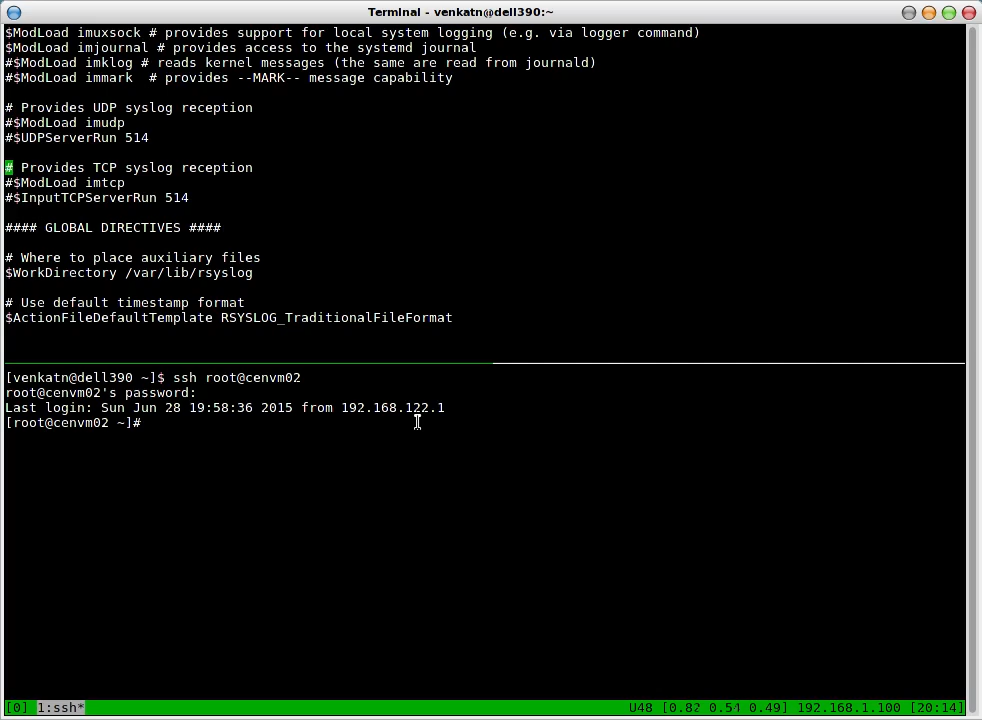 Terminal - venkatn@dell390:~
$ModLoad imuxsock # provides support for local system logging (e.g. via logger command)
$ModLoad imjournal # provides access to the systemd journal
#$ModLoad imklog # reads kernel messages (the same are read from journald)
#$ModLoad immark  # provides --MARK-- message capability
# Provides UDP syslog reception
#$ModLoad imudp
#$UDPServerRun 514
# Provides TCP syslog reception
#$ModLoad imtcp
#$InputTCPServerRun 514
#### GLOBAL DIRECTIVES ####
# Where to place auxiliary files
$WorkDirectory /var/lib/rsyslog
# Use default timestamp format
$ActionFileDefaultTemplate RSYSLOG_TraditionalFileFormat
[venkatn@dell390 ~]$ ssh root@cenvm02
root@cenvm02's password:
Last login: Sun Jun 28 19:58:36 2015 from 192.168.122.1
[root@cenvm02 ~]#
[0] 1:ssh* U48 [0.82 0.54 0.49] 192.168.1.100 [20:14]